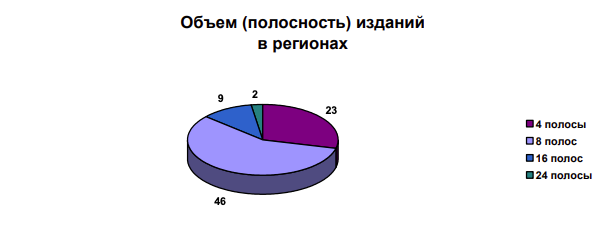 Объем (полосность) изданий
в регионах
2
9
23
46
4 полосы
8 полос
16 полос
24 полосы